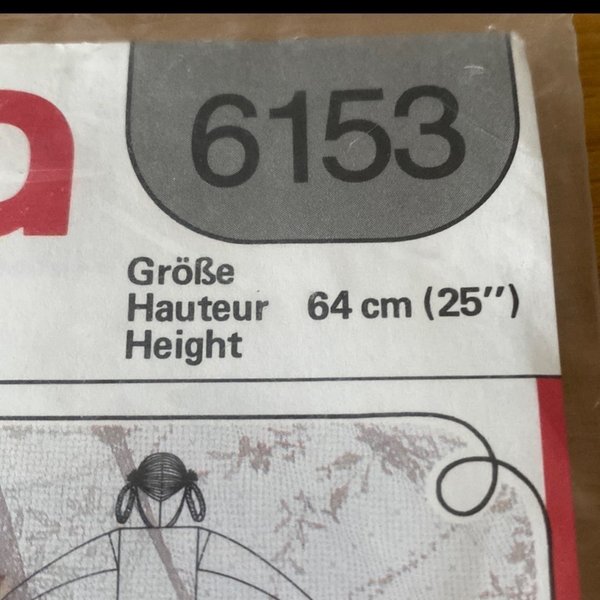 a
6153
Größe
Hauteur 64 cm (25″)
Height